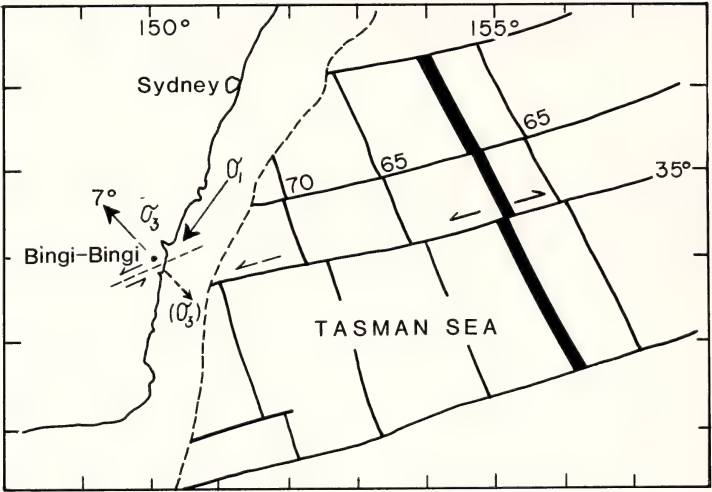 150°
155°
Sydney
65
65
70
35°
σ₁
7°
σ₃
Bingi-Bingi
(σ₃)
TASMAN SEA